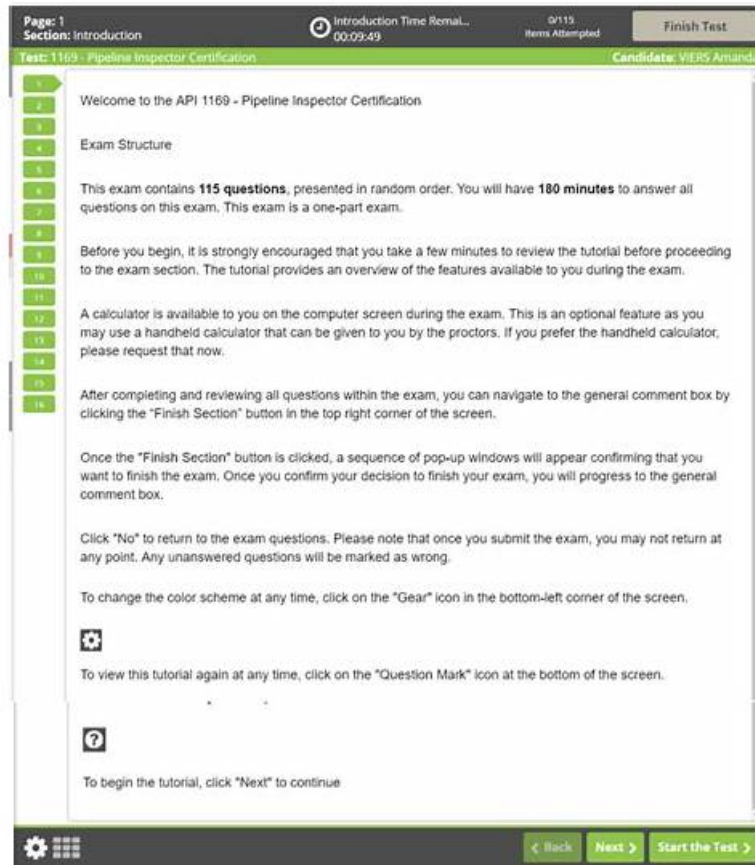 Page: 1
Section: Introduction
Introduction Time Remai...
00:09:49
0/115
Items Attempted
Finish Test
Test: 1169 - Pipeline Inspector Certification
Candidate: VIERS Amanda
1
2
3
4
5
6
7
8
9
10
11
12
13
14
15
16
Welcome to the API 1169 - Pipeline Inspector Certification
Exam Structure
This exam contains 115 questions, presented in random order. You will have 180 minutes to answer all
questions on this exam. This exam is a one-part exam.
Before you begin, it is strongly encouraged that you take a few minutes to review the tutorial before proceeding
to the exam section. The tutorial provides an overview of the features available to you during the exam.
A calculator is available to you on the computer screen during the exam. This is an optional feature as you
may use a handheld calculator that can be given to you by the proctors. If you prefer the handheld calculator,
please request that now.
After completing and reviewing all questions within the exam, you can navigate to the general comment box by
clicking the "Finish Section" button in the top right corner of the screen.
Once the "Finish Section" button is clicked, a sequence of pop-up windows will appear confirming that you
want to finish the exam. Once you confirm your decision to finish your exam, you will progress to the general
comment box.
Click "No" to return to the exam questions. Please note that once you submit the exam, you may not return at
any point. Any unanswered questions will be marked as wrong.
To change the color scheme at any time, click on the "Gear" icon in the bottom-left corner of the screen.
To view this tutorial again at any time, click on the "Question Mark" icon at the bottom of the screen.
?
To begin the tutorial, click "Next" to continue
< Back
Next >
Start the Test >